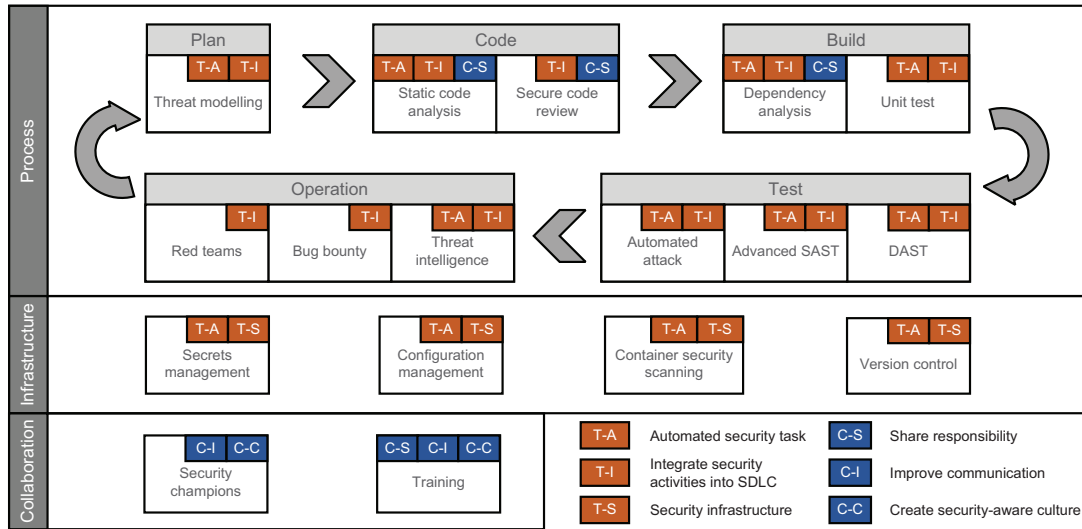 Process
Plan
T-A T-I
Threat modelling
Code
T-A T-I C-S
Static code
analysis
T-I C-S
Secure code
review
Build
T-A T-I C-S
Dependency
analysis
T-A T-I
Unit test
Operation
T-I
Red teams
T-I
Bug bounty
T-A T-I
Threat
intelligence
Test
T-A T-I
Automated
attack
T-A T-I
Advanced SAST
T-A T-I
DAST
Infrastructure
T-A T-S
Secrets
management
T-A T-S
Configuration
management
T-A T-S
Container security
scanning
T-A T-S
Version control
Collaboration
C-I C-C
Security
champions
C-S C-I C-C
Training
T-A Automated security task
T-I Integrate security
activities into SDLC
T-S Security infrastructure
C-S Share responsibility
C-I Improve communication
C-C Create security-aware culture